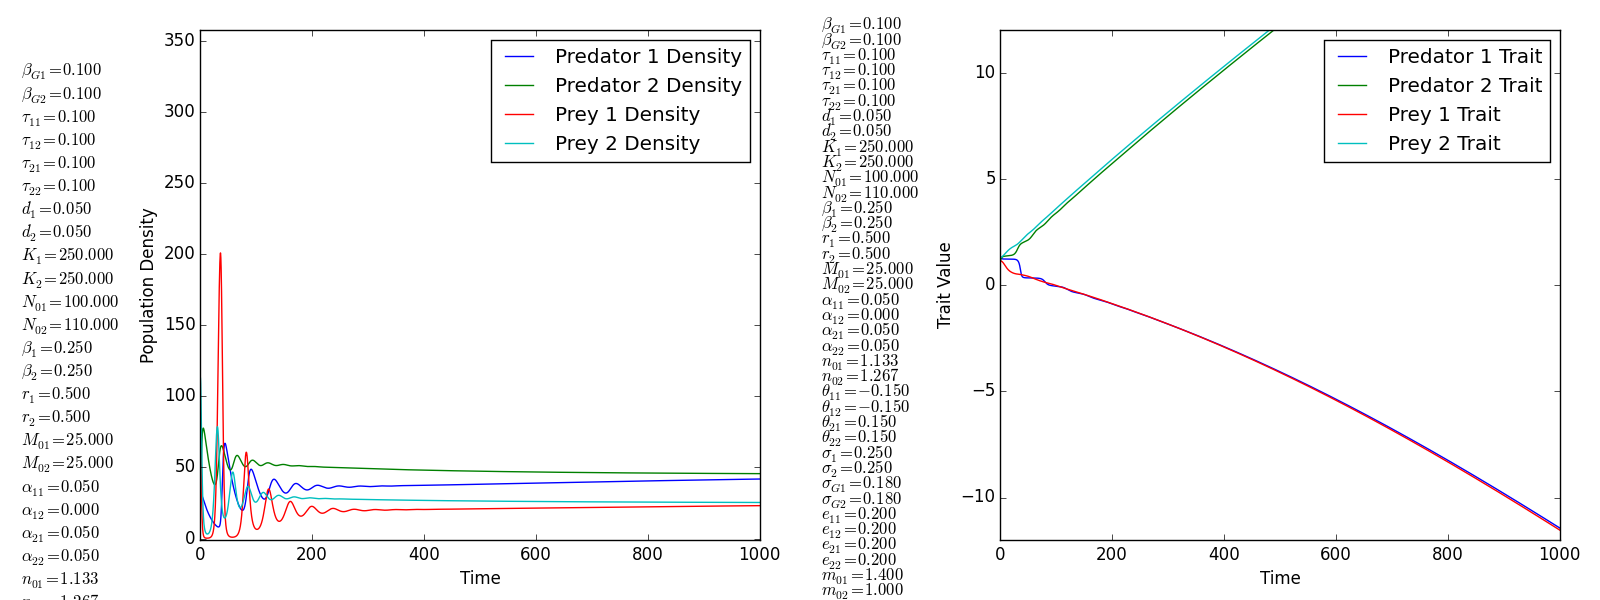 β_G1=0.100
β_G2=0.100
τ_11=0.100
τ_12=0.100
τ_21=0.100
τ_22=0.100
d_1=0.050
d_2=0.050
K_1=250.000
K_2=250.000
N_01=100.000
N_02=110.000
β_1=0.250
β_2=0.250
r_1=0.500
r_2=0.500
M_01=25.000
M_02=25.000
α_11=0.050
α_12=0.000
α_21=0.050
α_22=0.050
n_01=1.133
Population Density
350
300
250
200
150
100
50
0
0 200 400 600 800 1000
Time
Predator 1 Density
Predator 2 Density
Prey 1 Density
Prey 2 Density
β_G1=0.100
β_G2=0.100
τ_11=0.100
τ_12=0.100
τ_21=0.100
τ_22=0.100
d_1=0.050
d_2=0.050
K_1=250.000
K_2=250.000
N_01=100.000
N_02=110.000
β_1=0.250
β_2=0.250
r_1=0.500
r_2=0.500
M_01=25.000
M_02=25.000
α_11=0.050
α_12=0.000
α_21=0.050
α_22=0.050
n_01=1.133
n_02=1.267
θ_11=−0.150
θ_12=−0.150
θ_21=0.150
θ_22=0.150
σ_1=0.250
σ_2=0.250
σ_G1=0.180
σ_G2=0.180
e_11=0.200
e_12=0.200
e_21=0.200
e_22=0.200
m_01=1.400
m_02=1.000
Trait Value
10
5
0
−5
−10
0 200 400 600 800 1000
Time
Predator 1 Trait
Predator 2 Trait
Prey 1 Trait
Prey 2 Trait